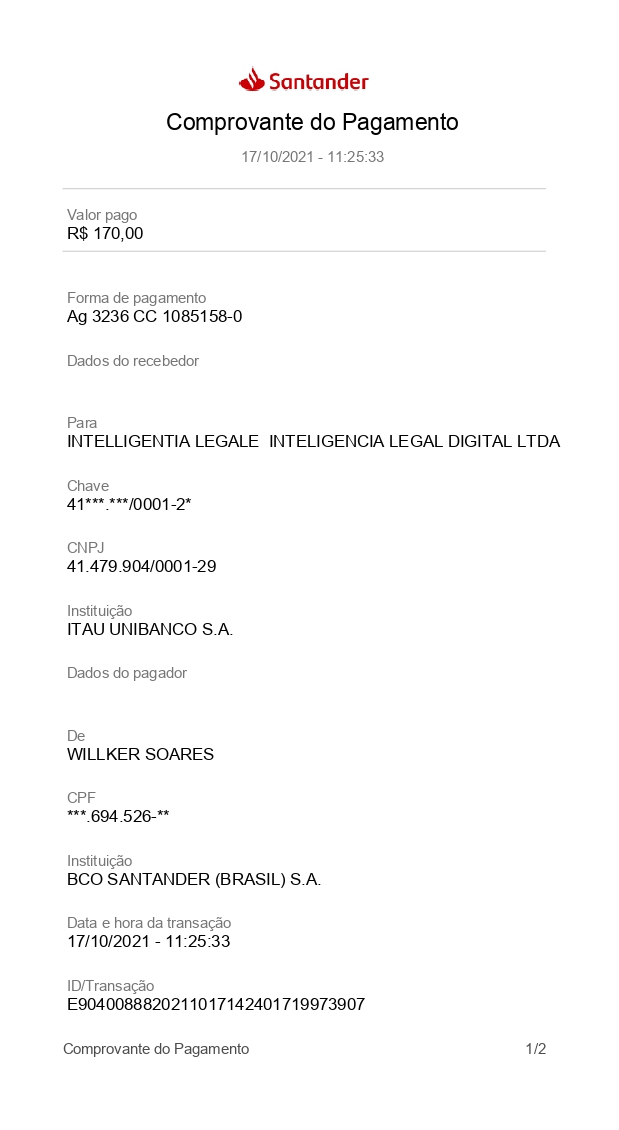 Santander
Comprovante do Pagamento
17/10/2021 - 11:25:33
Valor pago
R$ 170,00
Forma de pagamento
Ag 3236 CC 1085158-0
Dados do recebedor
Para
INTELLIGENTIA LEGALE  INTELIGENCIA LEGAL DIGITAL LTDA
Chave
41***.***/0001-2*
CNPJ
41.479.904/0001-29
Instituição
ITAU UNIBANCO S.A.
Dados do pagador
De
WILLKER SOARES
CPF
***.694.526-**
Instituição
BCO SANTANDER (BRASIL) S.A.
Data e hora da transação
17/10/2021 - 11:25:33
ID/Transação
E90400888202110171424017199739​07
Comprovante do Pagamento
1/2